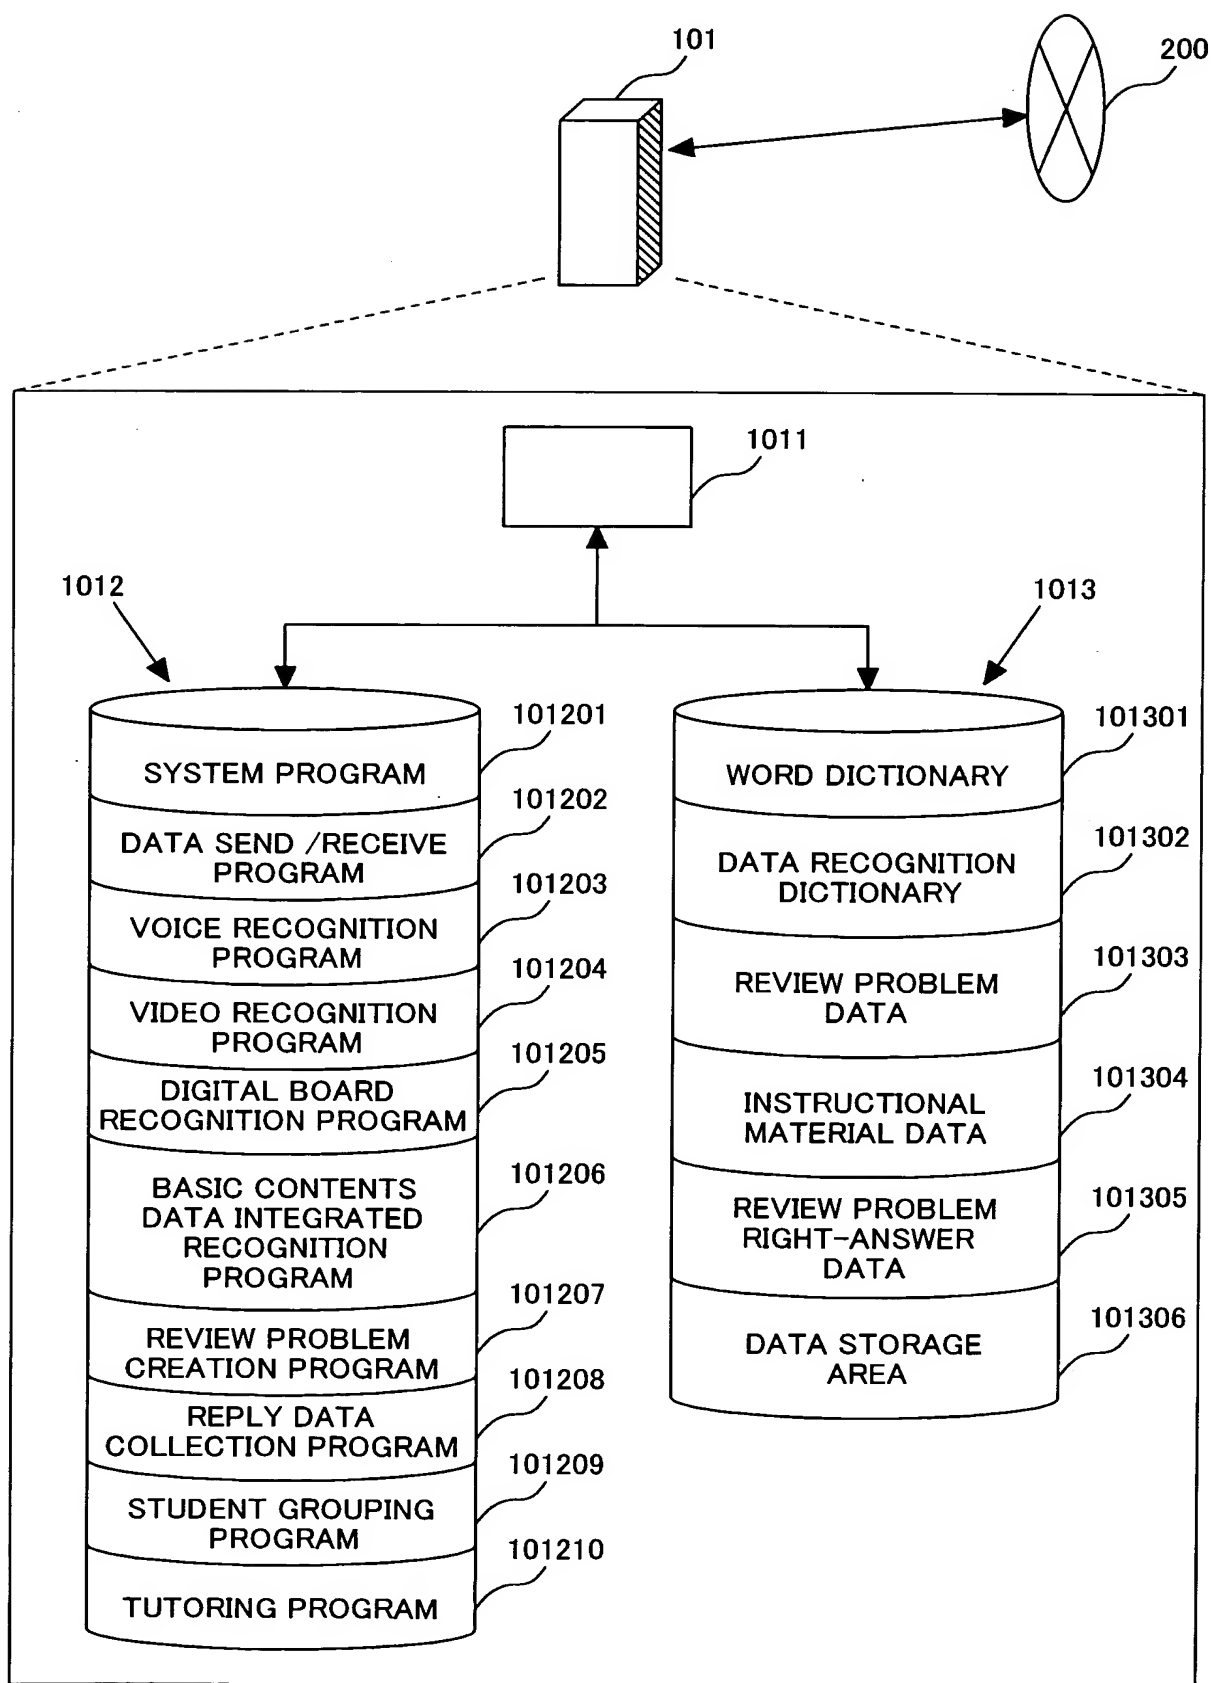 101
200
1011
1012
1013
101201
SYSTEM PROGRAM
101202
DATA SEND /RECEIVE
PROGRAM
101203
VOICE RECOGNITION
PROGRAM
101204
VIDEO RECOGNITION
PROGRAM
101205
DIGITAL BOARD
RECOGNITION PROGRAM
101206
BASIC CONTENTS
DATA INTEGRATED
RECOGNITION
PROGRAM
101207
REVIEW PROBLEM
CREATION PROGRAM
101208
REPLY DATA
COLLECTION PROGRAM
101209
STUDENT GROUPING
PROGRAM
101210
TUTORING PROGRAM
101301
WORD DICTIONARY
101302
DATA RECOGNITION
DICTIONARY
101303
REVIEW PROBLEM
DATA
101304
INSTRUCTIONAL
MATERIAL DATA
101305
REVIEW PROBLEM
RIGHT-ANSWER
DATA
101306
DATA STORAGE
AREA